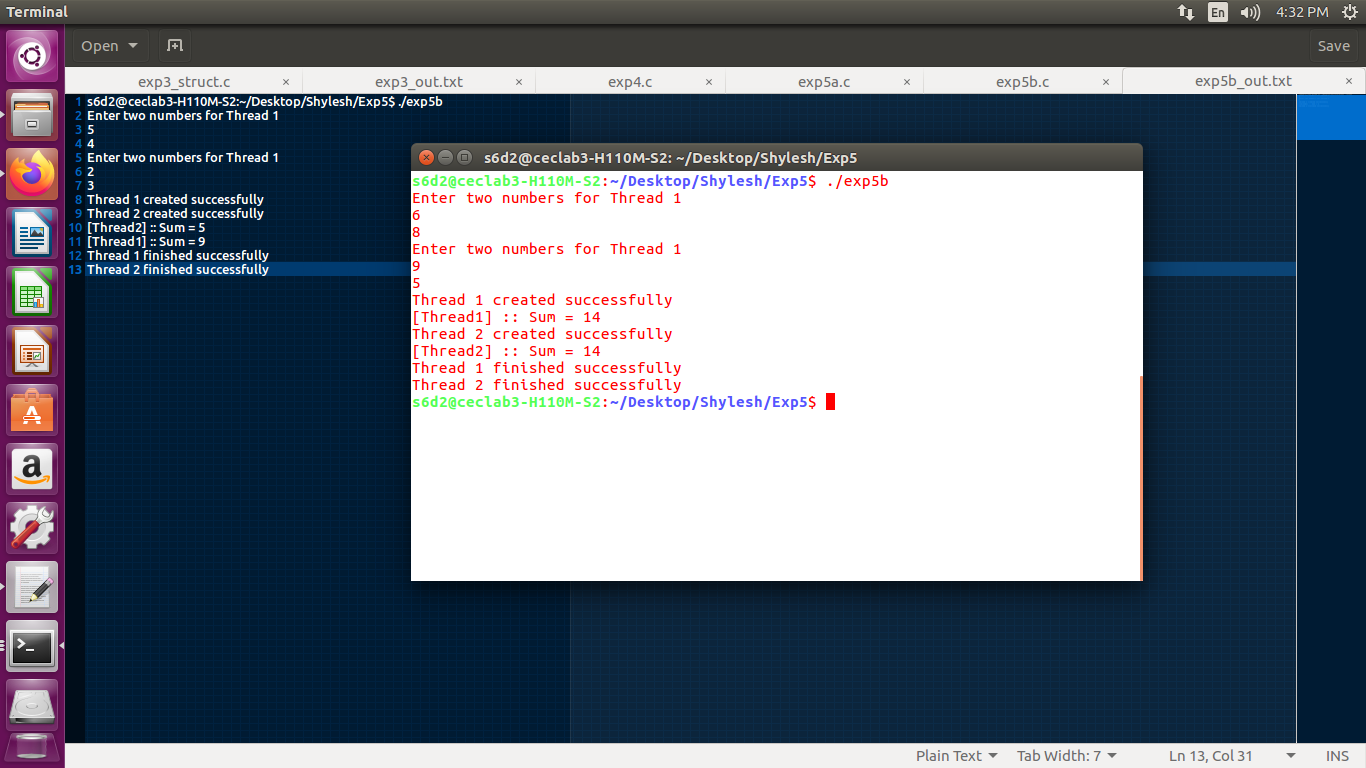 Terminal
En
4:32 PM
Open
Save
exp3_struct.c ×
exp3_out.txt ×
exp4.c ×
exp5a.c ×
exp5b.c ×
exp5b_out.txt ×
1 s6d2@ceclab3-H110M-S2:~/Desktop/Shylesh/Exp5$ ./exp5b
2 Enter two numbers for Thread 1
3 5
4 4
5 Enter two numbers for Thread 1
6 2
7 3
8 Thread 1 created successfully
9 Thread 2 created successfully
10 [Thread2] :: Sum = 5
11 [Thread1] :: Sum = 9
12 Thread 1 finished successfully
13 Thread 2 finished successfully
s6d2@ceclab3-H110M-S2: ~/Desktop/Shylesh/Exp5
s6d2@ceclab3-H110M-S2:~/Desktop/Shylesh/Exp5$ ./exp5b
Enter two numbers for Thread 1
6
8
Enter two numbers for Thread 1
9
5
Thread 1 created successfully
[Thread1] :: Sum = 14
Thread 2 created successfully
[Thread2] :: Sum = 14
Thread 1 finished successfully
Thread 2 finished successfully
s6d2@ceclab3-H110M-S2:~/Desktop/Shylesh/Exp5$
Plain Text
Tab Width: 7
Ln 13, Col 31
INS